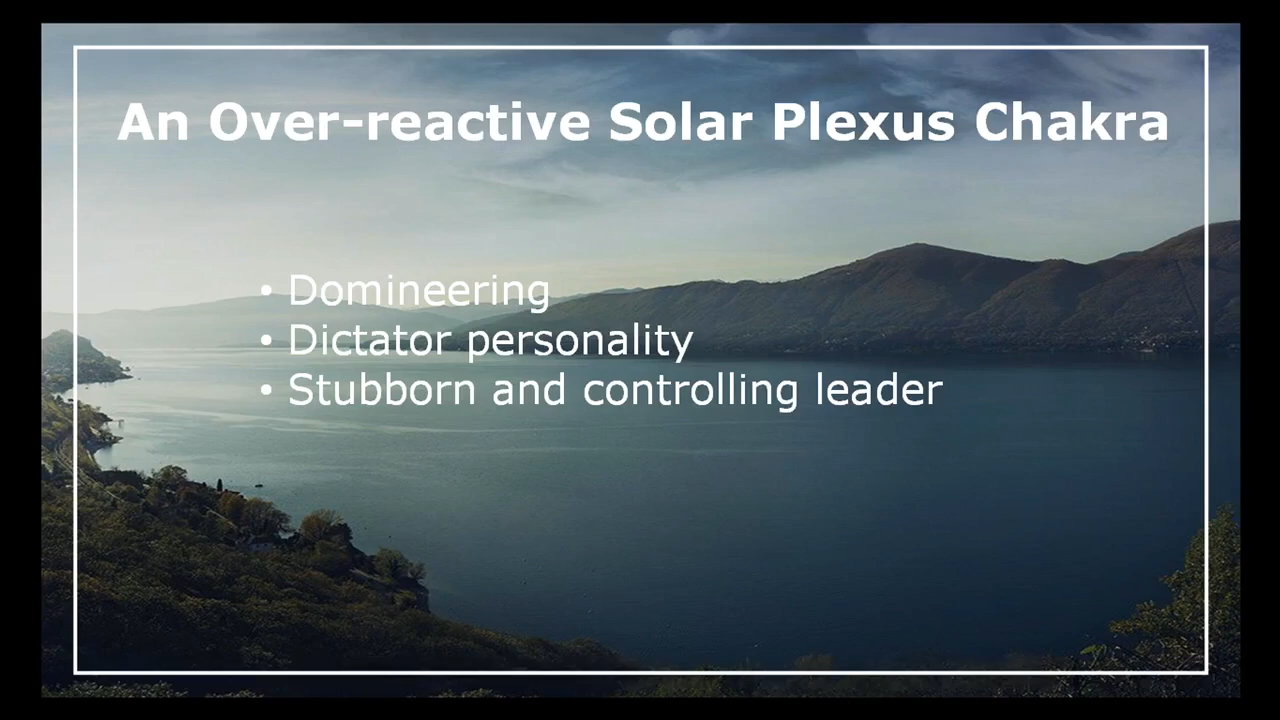 An Over-reactive Solar Plexus Chakra
• Domineering
• Dictator personality
• Stubborn and controlling leader